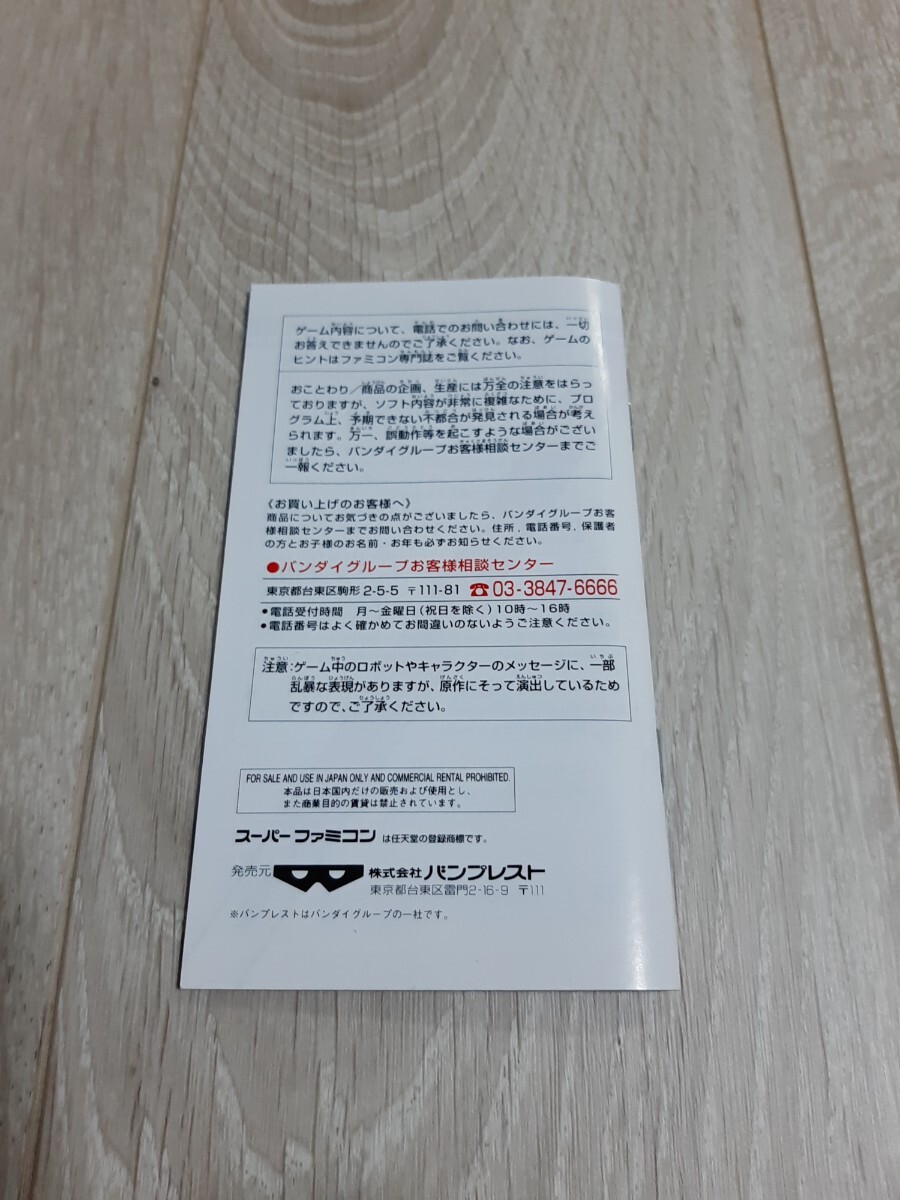 ゲーム内容について、電話でのお問い合わせには、一切
お答えできませんのでご了承ください。なお、ゲームの
ヒントはファミコン専門誌をご覧ください。
おことわり／商品の企画、生産には万全の注意をはらっ
ておりますが、ソフト内容が非常に複雑なために、プロ
グラム上、予期できない不都合が発見される場合が考え
られます。万一、誤動作等を起こすような場合がござい
ましたら、バンダイグループお客様相談センターまでご
一報ください。
〈お買い上げのお客様へ〉
商品についてお気づきの点がございましたら、バンダイグループお客
様相談センターまでお問い合わせください。住所，電話番号，保護者
の方とお子様のお名前・お年も必ずお知らせください。
●バンダイグループお客様相談センター
東京都台東区駒形2-5-5 〒111-81 ☎03-3847-6666
•電話受付時間 月〜金曜日(祝日を除く)10時〜16時
•電話番号はよく確かめてお間違いのないようご注意ください。
注意:ゲーム中のロボットやキャラクターのメッセージに、一部
乱暴な表現がありますが、原作にそって演出しているため
ですので、ご了承ください。
FOR SALE AND USE IN JAPAN ONLY AND COMMERCIAL RENTAL PROHIBITED.
本品は日本国内だけの販売および使用とし、
また商業目的の賃貸は禁止されています。
スーパーファミコン は任天堂の登録商標です。
発売元 株式会社 バンプレスト
東京都台東区雷門2-16-9 〒111
※バンプレストはバンダイグループの一社です。